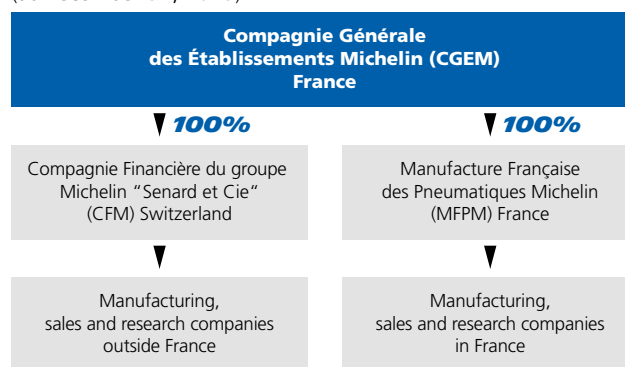 Compagnie Générale
des Établissements Michelin (CGEM)
France
100%
100%
Compagnie Financière du groupe
Michelin “Senard et Cie“
(CFM) Switzerland
Manufacture Française
des Pneumatiques Michelin
(MFPM) France
Manufacturing,
sales and research companies
outside France
Manufacturing,
sales and research companies
in France